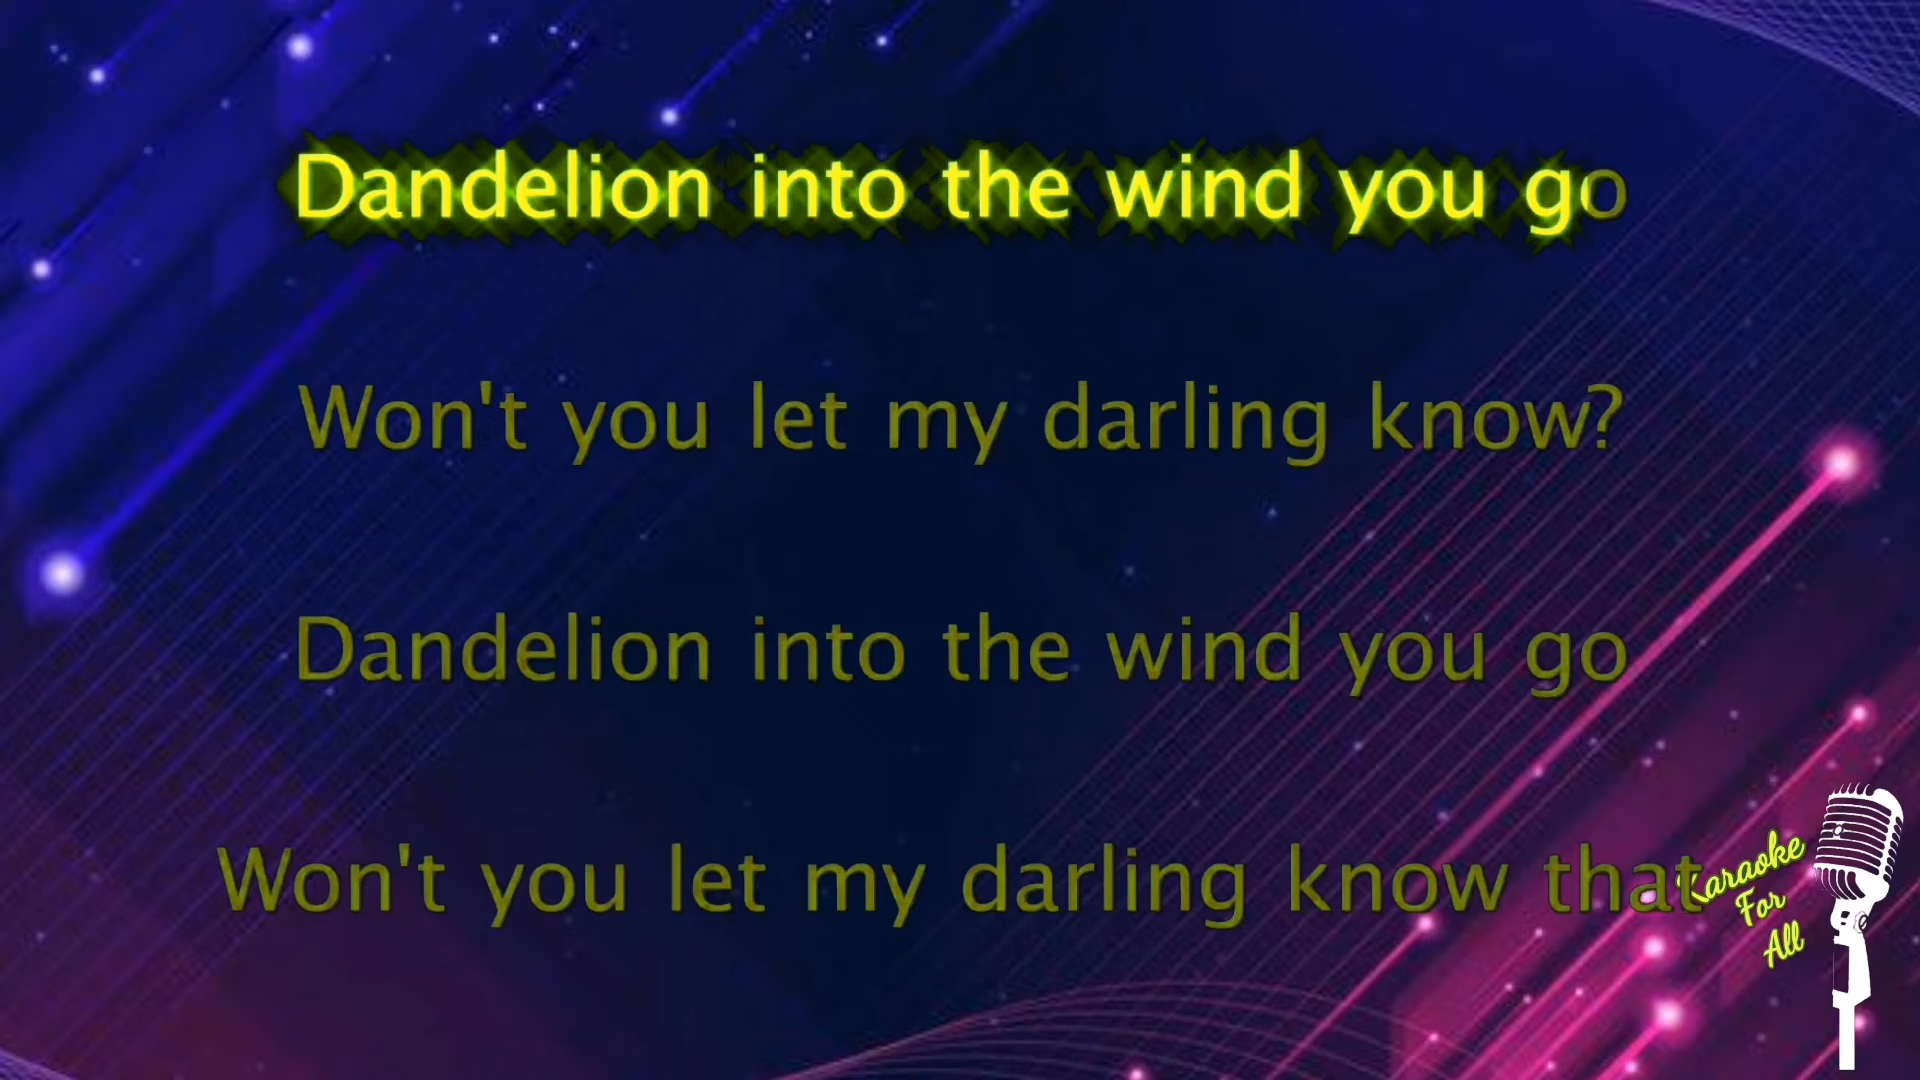 Dandelion into the wind you go
Won't you let my darling know?
Dandelion into the wind you go
Won't you let my darling know that
Karaoke
For
All